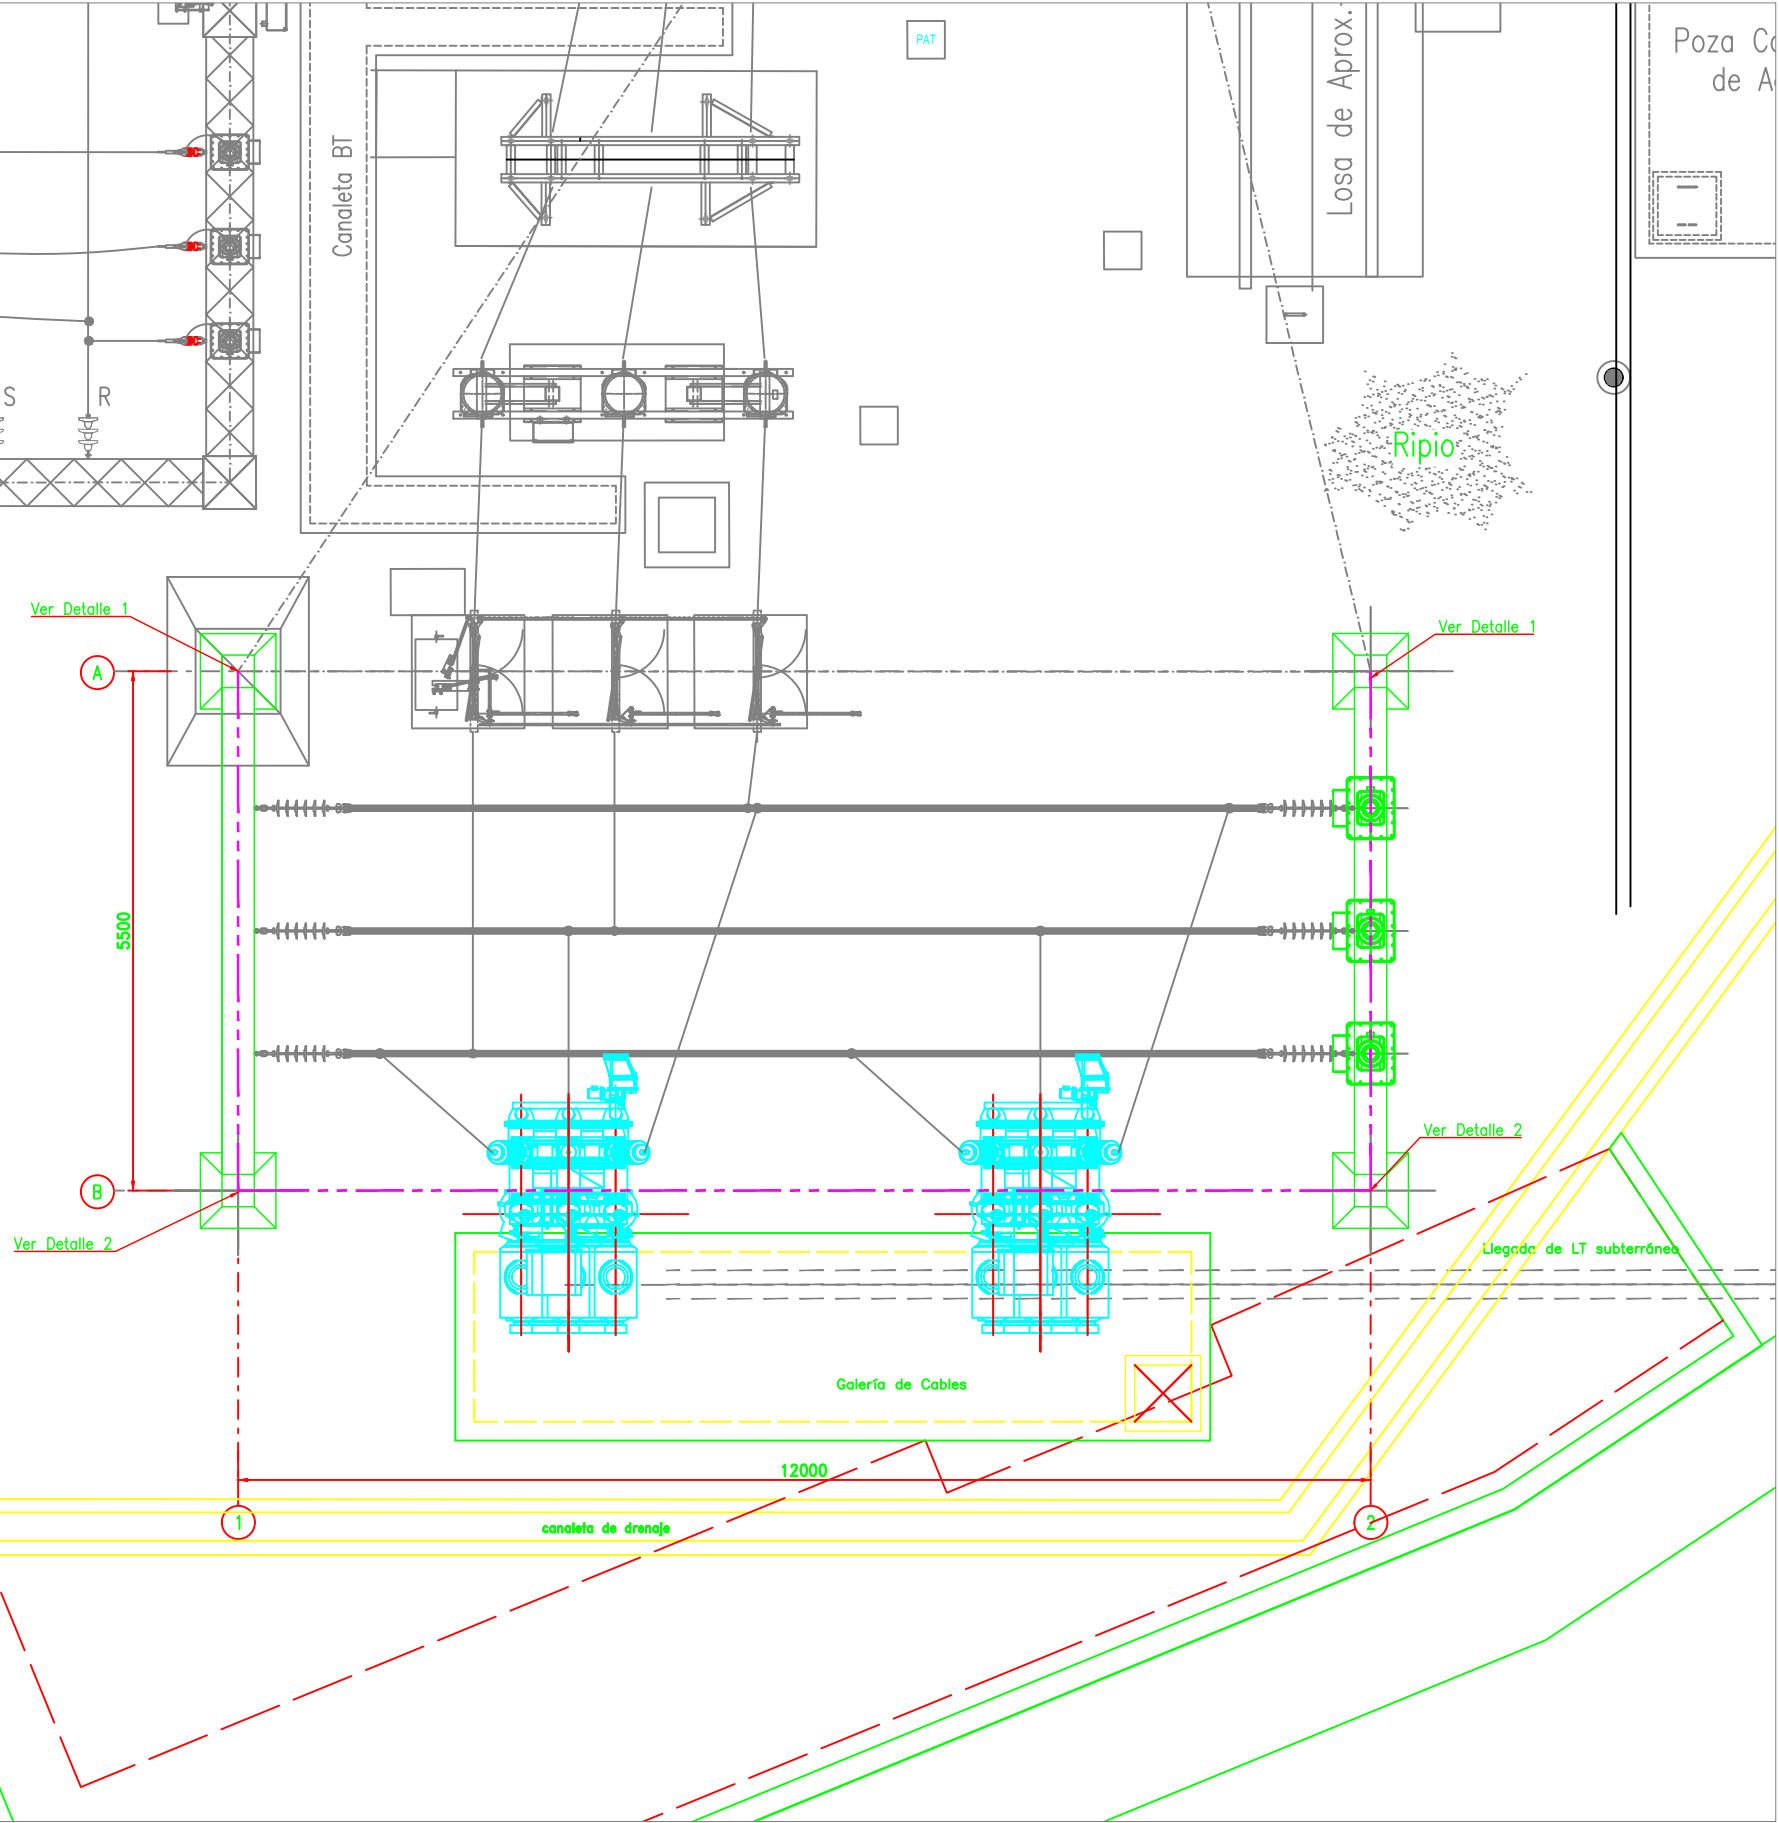 PAT
Poza Co
de A
Losa de Aprox.
Canaleta BT
S
R
Ripio
Ver Detalle 1
Ver Detalle 1
A
5500
Ver Detalle 2
B
Ver Detalle 2
Llegada de LT subterráneo
Galería de Cables
12000
1
2
canaleta de drenaje